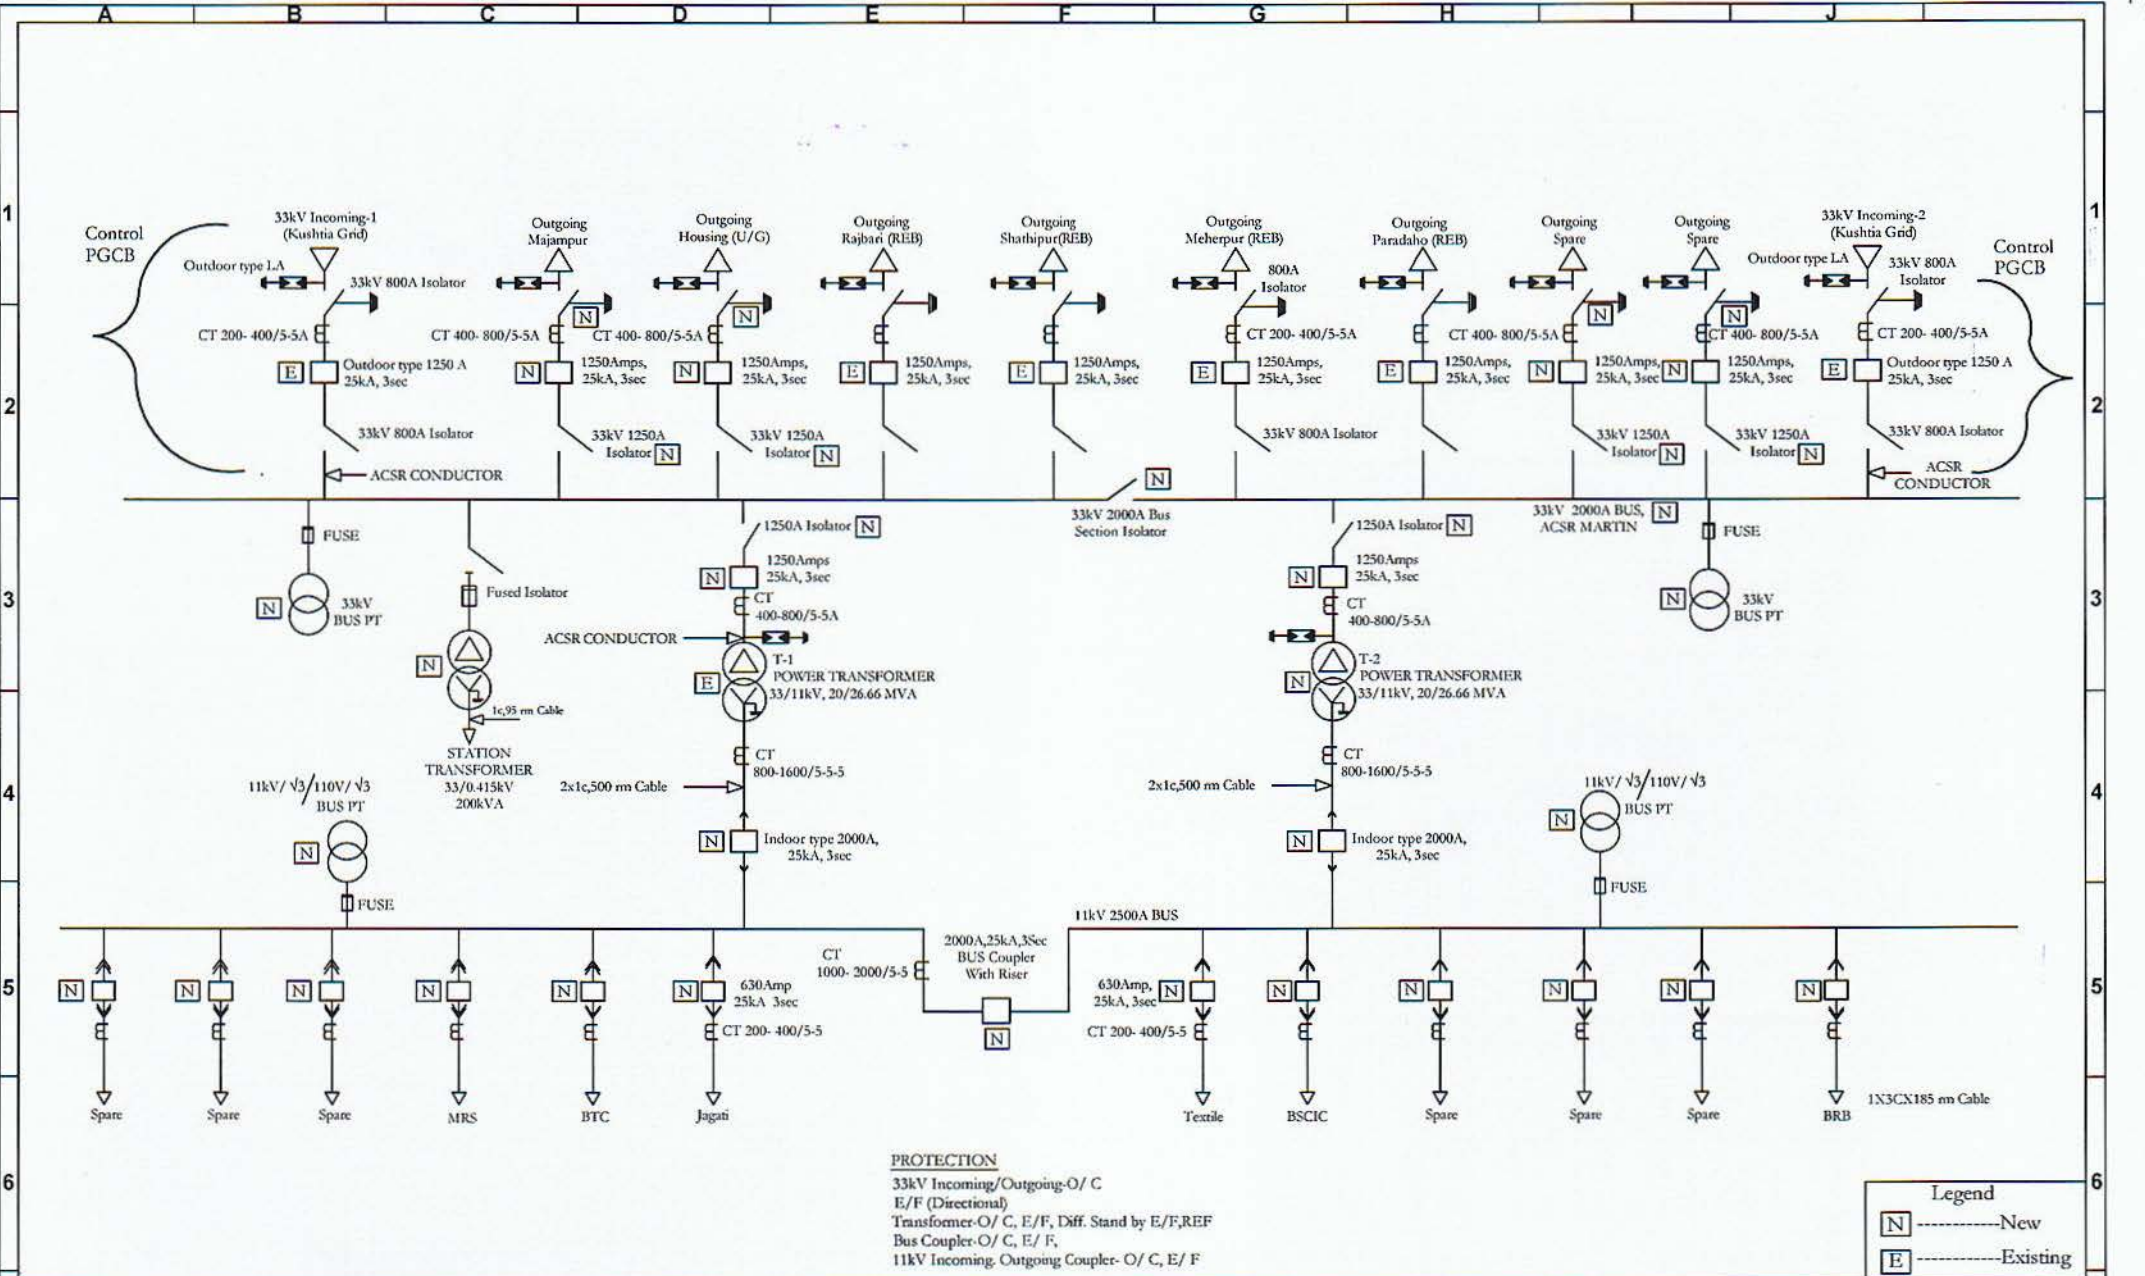 A B C D E F G H J
1 1
33kV Incoming-1
(Kushtia Grid)
Outgoing
Majampur
Outgoing
Housing (U/G)
Outgoing
Rajbari (REB)
Outgoing
Shathipur(REB)
Outgoing
Meherpur (REB)
Outgoing
Paradaho (REB)
Outgoing
Spare
Outgoing
Spare
33kV Incoming-2
(Kushtia Grid)
Control
PGCB
Control
PGCB
Outdoor type LA
33kV 800A Isolator
800A
Isolator
Outdoor type LA
33kV 800A
Isolator
N N N N
CT 200- 400/5-5A
CT 400- 800/5-5A
CT 400- 800/5-5A
CT 200- 400/5-5A
CT 400- 800/5-5A
CT 400- 800/5-5A
CT 200- 400/5-5A
E
Outdoor type 1250 A
25kA, 3sec
N
1250Amps,
25kA, 3sec
N
1250Amps,
25kA, 3sec
E
1250Amps,
25kA, 3sec
E
1250Amps,
25kA, 3sec
E
1250Amps,
25kA, 3sec
E
1250Amps,
25kA, 3sec
N
1250Amps,
25kA, 3sec
N
1250Amps,
25kA, 3sec
E
Outdoor type 1250 A
25kA, 3sec
2 2
33kV 800A Isolator
33kV 1250A
Isolator N
33kV 1250A
Isolator N
33kV 800A Isolator
33kV 1250A
Isolator N
33kV 1250A
Isolator N
33kV 800A Isolator
ACSR CONDUCTOR
N
ACSR
CONDUCTOR
33kV 2000A Bus
Section Isolator
33kV 2000A BUS, N
ACSR MARTIN
FUSE
1250A Isolator N
1250A Isolator N
FUSE
N
1250Amps
25kA, 3sec
N
1250Amps
25kA, 3sec
3 3
N
33kV
BUS PT
Fused Isolator
CT
400-800/5-5A
CT
400-800/5-5A
N
33kV
BUS PT
ACSR CONDUCTOR
N
E
T-1
POWER TRANSFORMER
33/11kV, 20/26.66 MVA
N
T-2
POWER TRANSFORMER
33/11kV, 20/26.66 MVA
1c,95 rm Cable
STATION
TRANSFORMER
33/0.415kV
200kVA
CT
800-1600/5-5-5
CT
800-1600/5-5-5
4 4
11kV/ √3/110V/ √3
BUS PT
2x1c,500 rm Cable
2x1c,500 rm Cable
11kV/ √3/110V/ √3
BUS PT
N
N
Indoor type 2000A,
25kA, 3sec
N
Indoor type 2000A,
25kA, 3sec
N
FUSE
FUSE
11kV 2500A BUS
2000A,25kA,3Sec
BUS Coupler
With Riser
CT
1000- 2000/5-5
5 5
N N N N N N
630Amp
25kA 3sec
CT 200- 400/5-5
N
630Amp,
25kA, 3sec
CT 200- 400/5-5
N N N N N N
Spare
Spare
Spare
MRS
BTC
Jagati
Textile
BSCIC
Spare
Spare
Spare
BRB
1X3CX185 rm Cable
PROTECTION
33kV Incoming/Outgoing-O/ C
E/F (Directional)
Transformer-O/ C, E/F, Diff. Stand by E/F,REF
Bus Coupler-O/ C, E/ F,
11kV Incoming. Outgoing Coupler- O/ C, E/ F
6 6
Legend
N -----------New
E -----------Existing